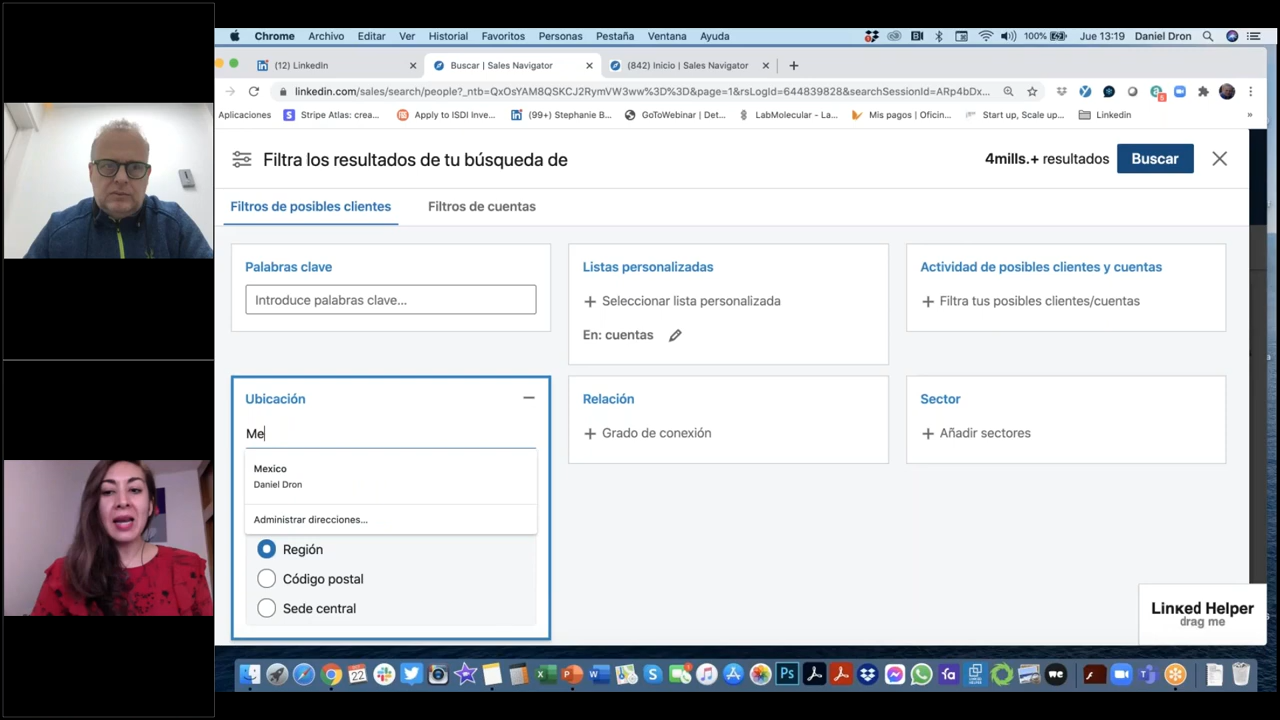 Chrome Archivo Editar Ver Historial Favoritos Personas Pestaña Ventana Ayuda 100% Jue 13:19 Daniel Dron
(12) LinkedIn Buscar | Sales Navigator (842) Inicio | Sales Navigator
linkedin.com/sales/search/people?_ntb=QxOsYAM8QSKCJ2RymVW3ww%3D%3D&page=1&rsLogId=644839828&searchSessionId=ARp4bDx...
Aplicaciones Stripe Atlas: crea... Apply to ISDI Inve... (99+) Stephanie B... GoToWebinar | Det... LabMolecular - La... Mis pagos | Oficin... Start up, Scale up... Linkedin »
Filtra los resultados de tu búsqueda de 4mills.+ resultados Buscar
Filtros de posibles clientes Filtros de cuentas
Palabras clave Listas personalizadas Actividad de posibles clientes y cuentas
Introduce palabras clave... + Seleccionar lista personalizada + Filtra tus posibles clientes/cuentas
En: cuentas
Ubicación Relación Sector
Me + Grado de conexión + Añadir sectores
Mexico
Daniel Dron
Administrar direcciones...
Región
Código postal
Sede central
Linked Helper
drag me